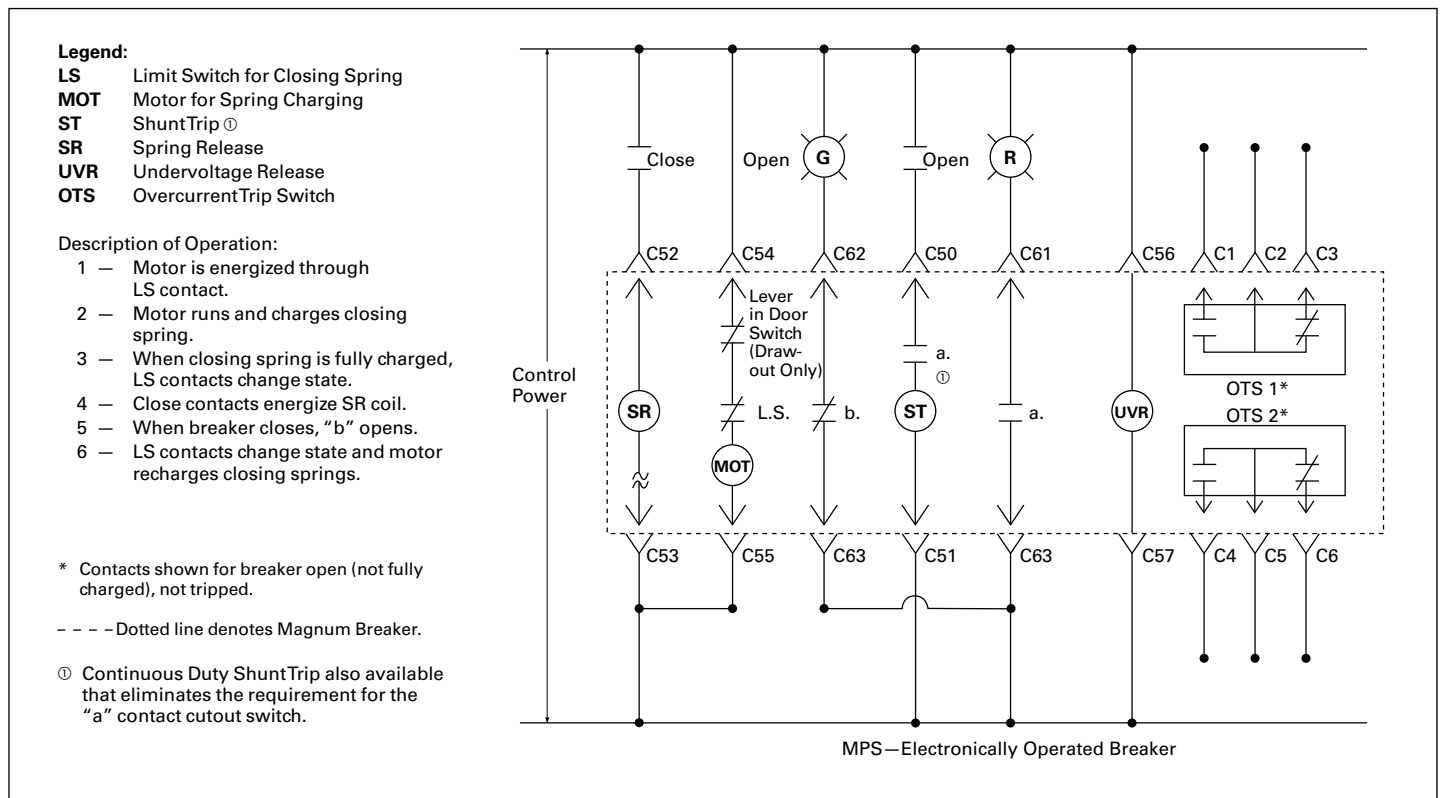 Legend:
LS Limit Switch for Closing Spring
MOT Motor for Spring Charging
ST Shunt Trip ①
SR Spring Release
UVR Undervoltage Release
OTS Overcurrent Trip Switch
Description of Operation:
1 — Motor is energized through
LS contact.
2 — Motor runs and charges closing
spring.
3 — When closing spring is fully charged,
LS contacts change state.
4 — Close contacts energize SR coil.
5 — When breaker closes, “b” opens.
6 — LS contacts change state and motor
recharges closing springs.
* Contacts shown for breaker open (not fully
charged), not tripped.
– – – – Dotted line denotes Magnum Breaker.
① Continuous Duty Shunt Trip also available
that eliminates the requirement for the
“a” contact cutout switch.
Control
Power
Close
Open
G
Open
R
C52
C54
C62
C50
C61
C56
C1
C2
C3
Lever
in Door
Switch
(Draw-
out Only)
a.
①
SR
L.S.
MOT
b.
ST
a.
UVR
OTS 1*
OTS 2*
C53
C55
C63
C51
C63
C57
C4
C5
C6
MPS—Electronically Operated Breaker